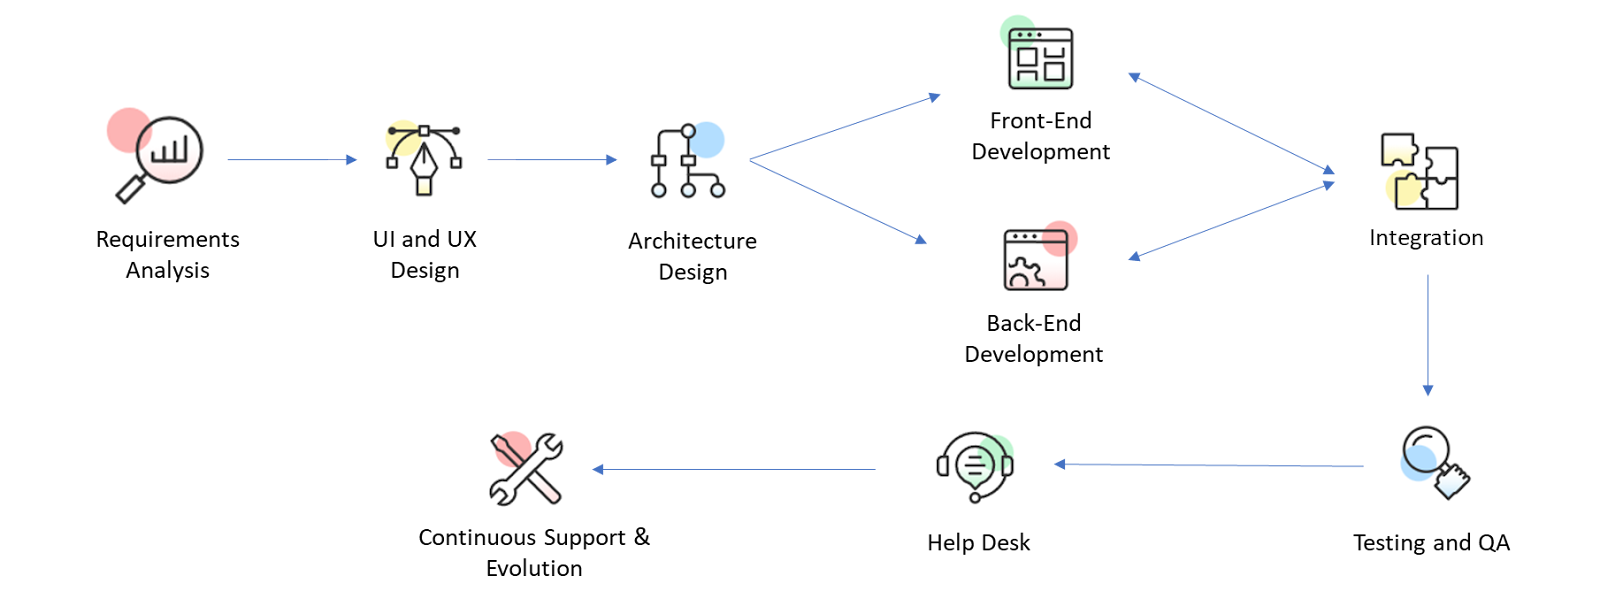 Requirements
Analysis
UI and UX
Design
Architecture
Design
Front-End
Development
Back-End
Development
Integration
Testing and QA
Help Desk
Continuous Support &
Evolution